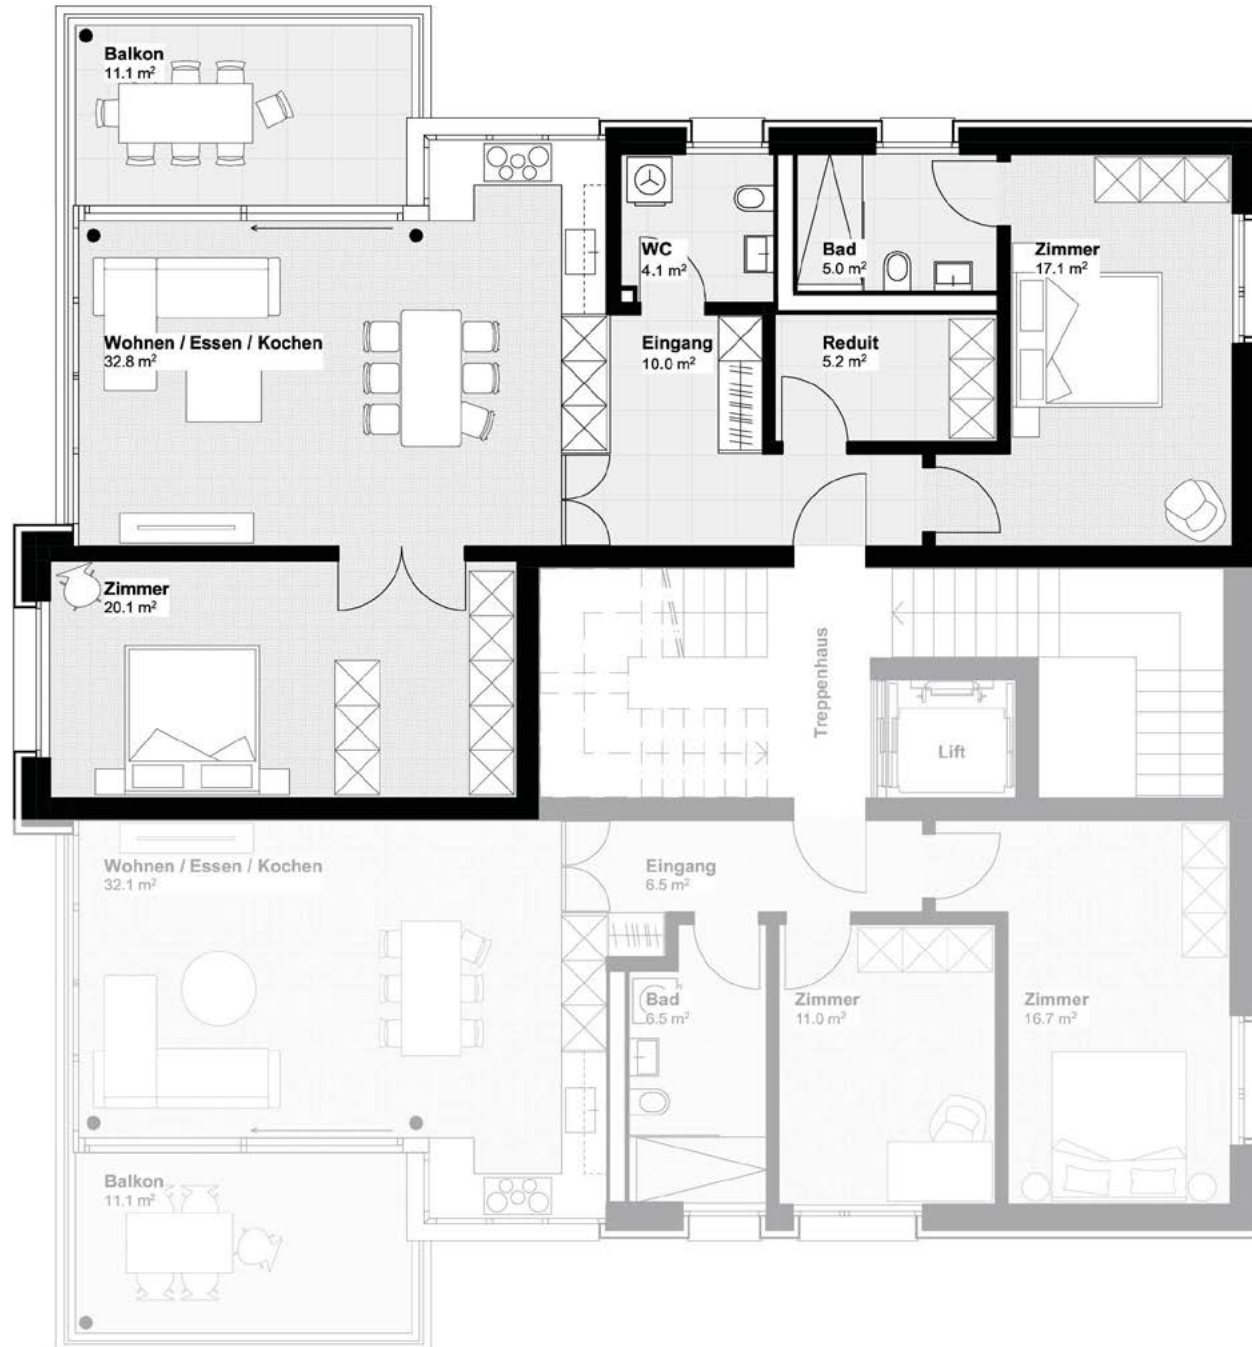 Balkon
11.1 m²
WC
4.1 m²
Bad
5.0 m²
Zimmer
17.1 m²
Wohnen / Essen / Kochen
32.8 m²
Eingang
10.0 m²
Reduit
5.2 m²
Zimmer
20.1 m²
Treppenhaus
Lift
Wohnen / Essen / Kochen
32.1 m²
Eingang
6.5 m²
Bad
6.5 m²
Zimmer
11.0 m²
Zimmer
16.7 m²
Balkon
11.1 m²